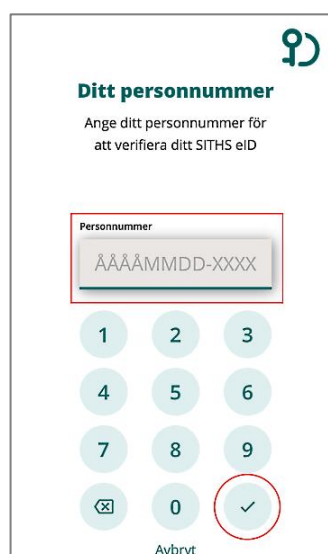 Ditt personnummer
Ange ditt personnummer för
att verifiera ditt SITHS eID
Personnummer
ÅÅÅÅMMDD-XXXX
1 2 3
4 5 6
7 8 9
0
Avbryt